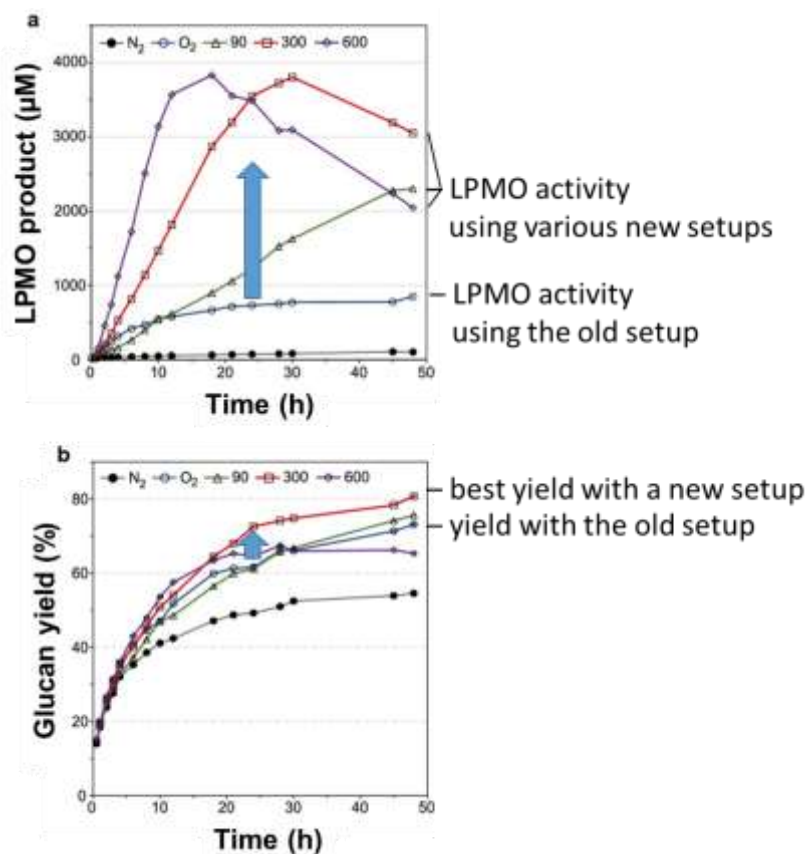 a
N2 O2 90 300 600
4000
3000
2000
1000
0
LPMO product (µM)
0 10 20 30 40 50
Time (h)
LPMO activity
using various new setups
LPMO activity
using the old setup
b
N2 O2 90 300 600
80
60
40
20
0
Glucan yield (%)
0 10 20 30 40 50
Time (h)
best yield with a new setup
yield with the old setup